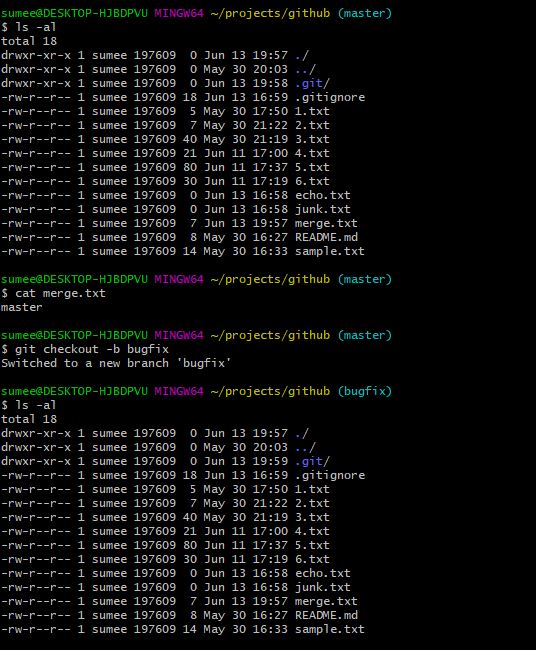 sumee@DESKTOP-HJBDPVU MINGW64 ~/projects/github (master)
$ ls -al
total 18
drwxr-xr-x 1 sumee 197609  0 Jun 13 19:57 ./
drwxr-xr-x 1 sumee 197609  0 May 30 20:03 ../
drwxr-xr-x 1 sumee 197609  0 Jun 13 19:58 .git/
-rw-r--r-- 1 sumee 197609 18 Jun 13 16:59 .gitignore
-rw-r--r-- 1 sumee 197609  5 May 30 17:50 1.txt
-rw-r--r-- 1 sumee 197609  7 May 30 21:22 2.txt
-rw-r--r-- 1 sumee 197609 40 May 30 21:19 3.txt
-rw-r--r-- 1 sumee 197609 21 Jun 11 17:00 4.txt
-rw-r--r-- 1 sumee 197609 80 Jun 11 17:37 5.txt
-rw-r--r-- 1 sumee 197609 30 Jun 11 17:19 6.txt
-rw-r--r-- 1 sumee 197609  0 Jun 13 16:58 echo.txt
-rw-r--r-- 1 sumee 197609  0 Jun 13 16:58 junk.txt
-rw-r--r-- 1 sumee 197609  7 Jun 13 19:57 merge.txt
-rw-r--r-- 1 sumee 197609  8 May 30 16:27 README.md
-rw-r--r-- 1 sumee 197609 14 May 30 16:33 sample.txt
sumee@DESKTOP-HJBDPVU MINGW64 ~/projects/github (master)
$ cat merge.txt
master
sumee@DESKTOP-HJBDPVU MINGW64 ~/projects/github (master)
$ git checkout -b bugfix
Switched to a new branch 'bugfix'
sumee@DESKTOP-HJBDPVU MINGW64 ~/projects/github (bugfix)
$ ls -al
total 18
drwxr-xr-x 1 sumee 197609  0 Jun 13 19:57 ./
drwxr-xr-x 1 sumee 197609  0 May 30 20:03 ../
drwxr-xr-x 1 sumee 197609  0 Jun 13 19:59 .git/
-rw-r--r-- 1 sumee 197609 18 Jun 13 16:59 .gitignore
-rw-r--r-- 1 sumee 197609  5 May 30 17:50 1.txt
-rw-r--r-- 1 sumee 197609  7 May 30 21:22 2.txt
-rw-r--r-- 1 sumee 197609 40 May 30 21:19 3.txt
-rw-r--r-- 1 sumee 197609 21 Jun 11 17:00 4.txt
-rw-r--r-- 1 sumee 197609 80 Jun 11 17:37 5.txt
-rw-r--r-- 1 sumee 197609 30 Jun 11 17:19 6.txt
-rw-r--r-- 1 sumee 197609  0 Jun 13 16:58 echo.txt
-rw-r--r-- 1 sumee 197609  0 Jun 13 16:58 junk.txt
-rw-r--r-- 1 sumee 197609  7 Jun 13 19:57 merge.txt
-rw-r--r-- 1 sumee 197609  8 May 30 16:27 README.md
-rw-r--r-- 1 sumee 197609 14 May 30 16:33 sample.txt